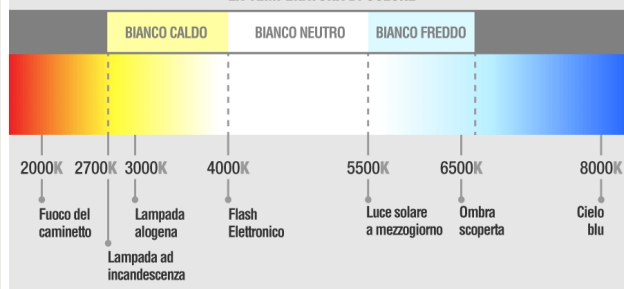 BIANCO CALDO BIANCO NEUTRO BIANCO FREDDO
2000K 2700K 3000K 4000K 5500K 6500K 8000K
Fuoco del
caminetto
Lampada ad
incandescenza
Lampada
alogena
Flash
Elettronico
Luce solare
a mezzogiorno
Ombra
scoperta
Cielo
blu